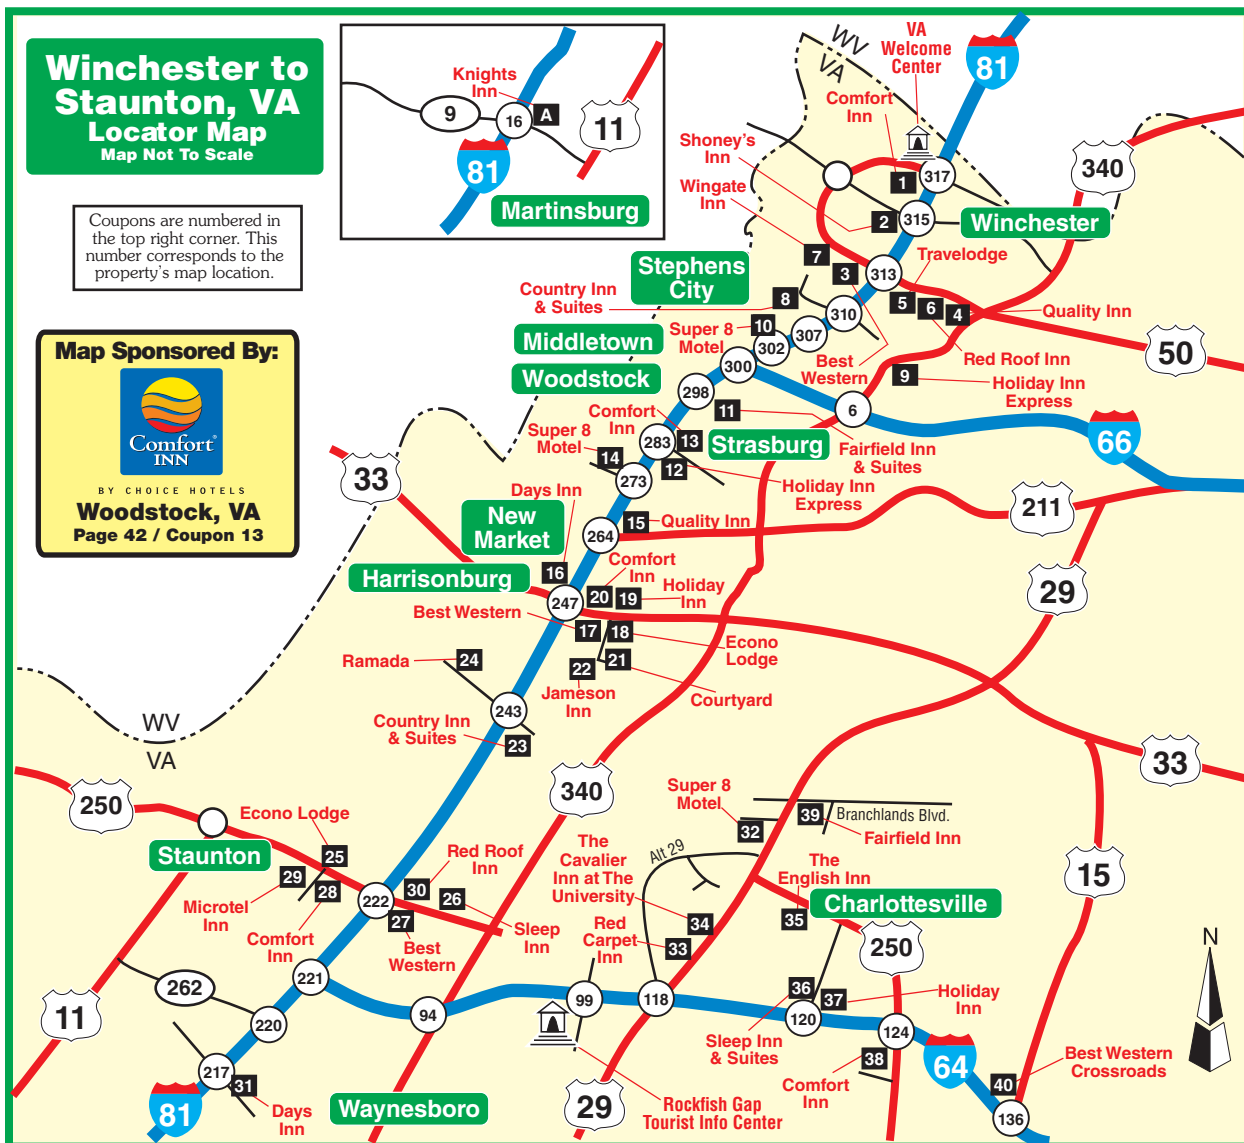 Winchester to
Staunton, VA
Locator Map
Map Not To Scale
Coupons are numbered in
the top right corner. This
number corresponds to the
property's map location.
Map Sponsored By:
Comfort
INN
BY CHOICE HOTELS
Woodstock, VA
Page 42 / Coupon 13
Knights
Inn
9
16
A
11
81
Martinsburg
WV
VA
VA
Welcome
Center
81
Comfort
Inn
1
317
340
Shoney's
Inn
2
315
Winchester
Wingate
Inn
7
3
313
Travelodge
5
6
4
Quality Inn
Red Roof Inn
50
Stephens
City
Country Inn
& Suites
8
310
Super 8
Motel
10
307
302
Best
Western
Middletown
300
Woodstock
298
9
Holiday Inn
Express
11
6
66
Comfort
Inn
13
283
Strasburg
Fairfield Inn
& Suites
Super 8
Motel
14
12
Holiday Inn
Express
273
33
Days Inn
New
Market
15
Quality Inn
264
211
16
Harrisonburg
Comfort
Inn
20
19
Holiday
Inn
247
29
Best Western
17
18
Econo
Lodge
Ramada
24
22
21
Jameson
Inn
Courtyard
243
Country Inn
& Suites
23
WV
VA
33
340
250
Econo Lodge
Staunton
25
29
28
Microtel
Inn
Comfort
Inn
222
30
Red Roof
Inn
26
Sleep
Inn
27
Best
Western
Super 8
Motel
32
39
Branchlands Blvd.
Fairfield Inn
Alt 29
The
Cavalier
Inn at The
University
34
Red
Carpet
Inn
33
The
English Inn
35
Charlottesville
250
15
N
262
221
11
220
217
31
Days
Inn
81
94
99
118
36
37
Holiday
Inn
120
Sleep Inn
& Suites
124
38
Comfort
Inn
64
40
Best Western
Crossroads
136
Waynesboro
29
Rockfish Gap
Tourist Info Center